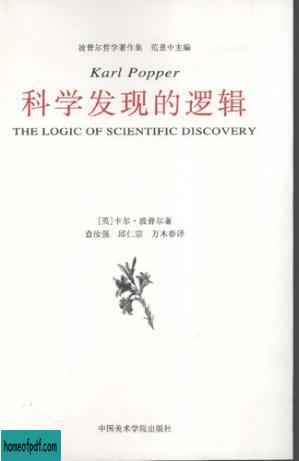 波普尔哲学著作集 范景中主编
Karl Popper
科学发现的逻辑
THE LOGIC OF SCIENTIFIC DISCOVERY
[英]卡尔·波普尔著
查汝强 邱仁宗 万木春译
中国美术学院出版社
homeofpdf.com